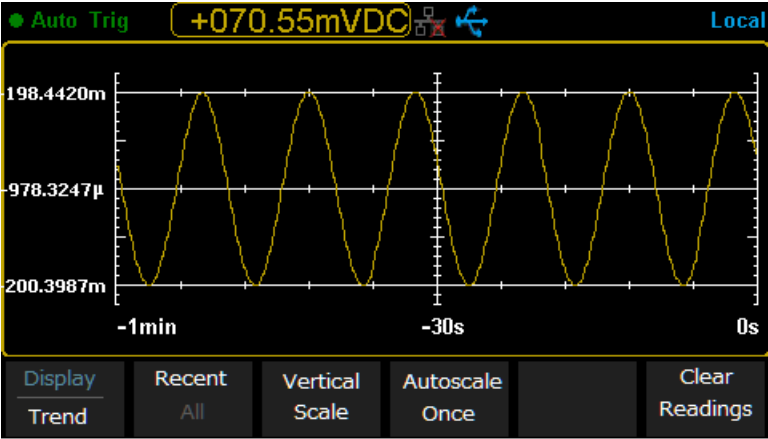 Auto Trig
+070.55mVDC
Local
198.4420m
-978.3247µ
200.3987m
-1min
-30s
0s
Display
Trend
Recent
All
Vertical
Scale
Autoscale
Once
Clear
Readings